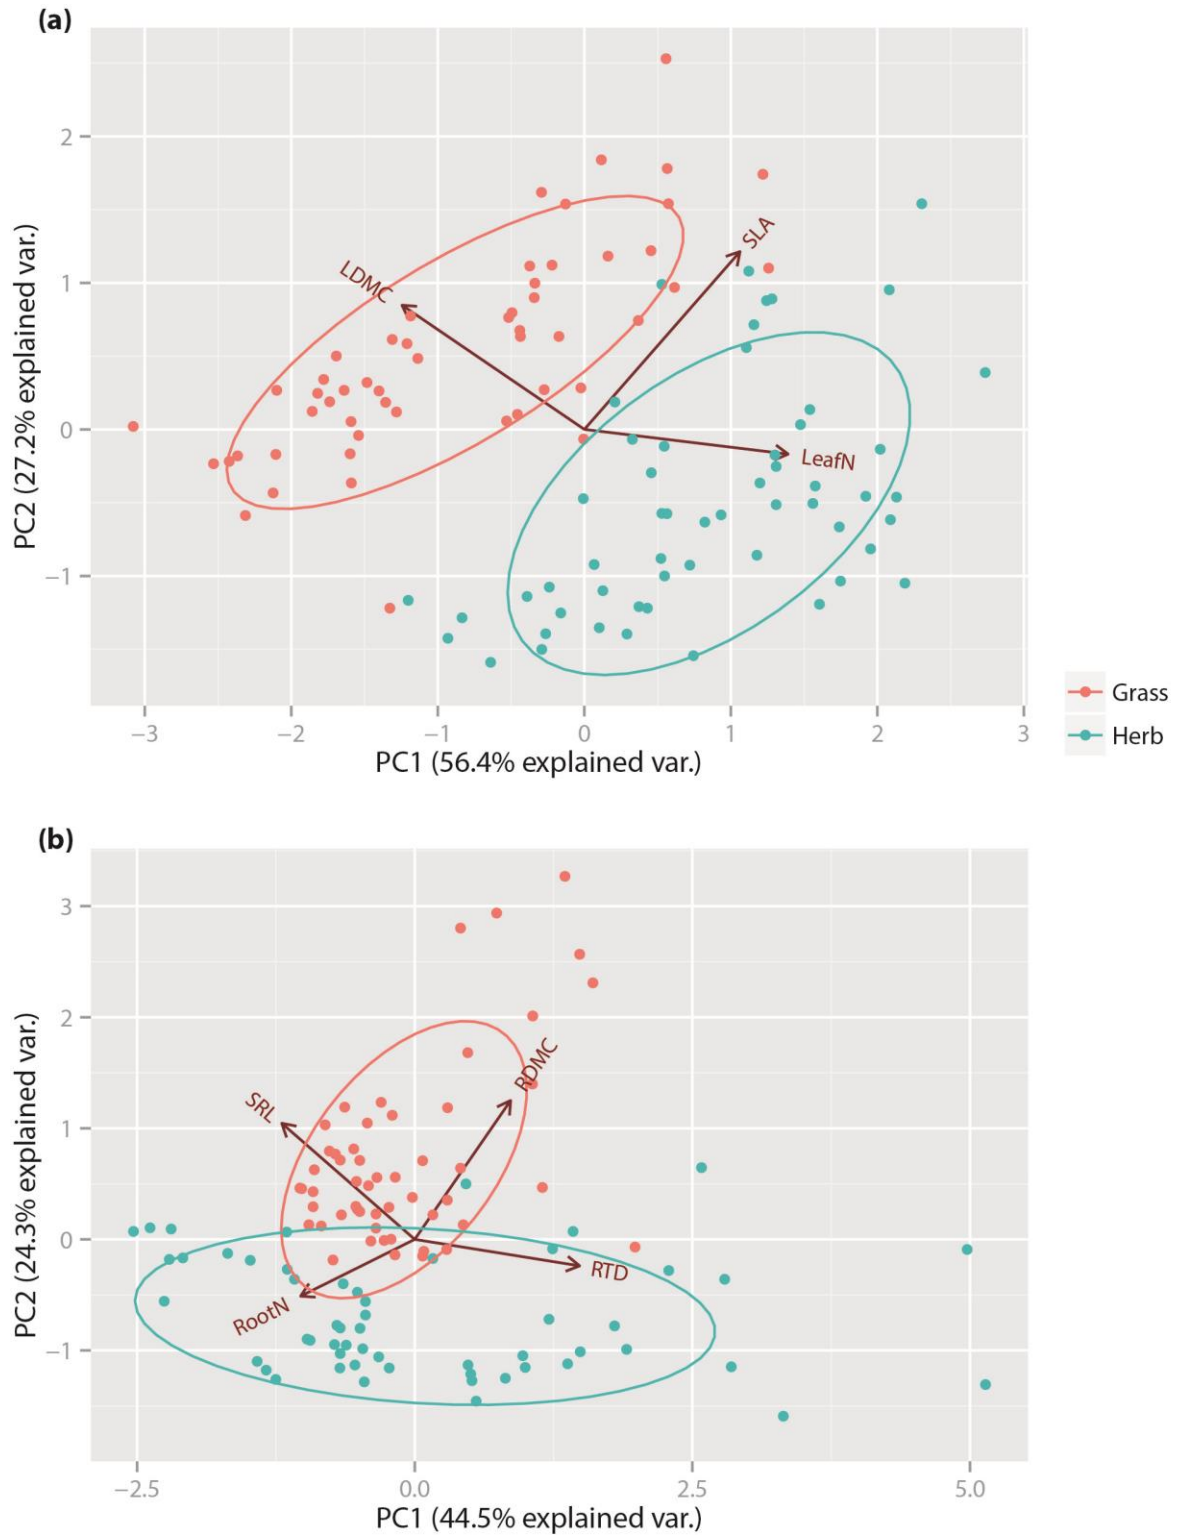 (a)
PC2 (27.2% explained var.)
2
1
0
−1
LDMC
SLA
LeafN
−3
−2
−1
0
1
2
3
PC1 (56.4% explained var.)
Grass
Herb
(b)
PC2 (24.3% explained var.)
3
2
1
0
−1
SRL
RDMC
RootN
RTD
−2.5
0.0
2.5
5.0
PC1 (44.5% explained var.)